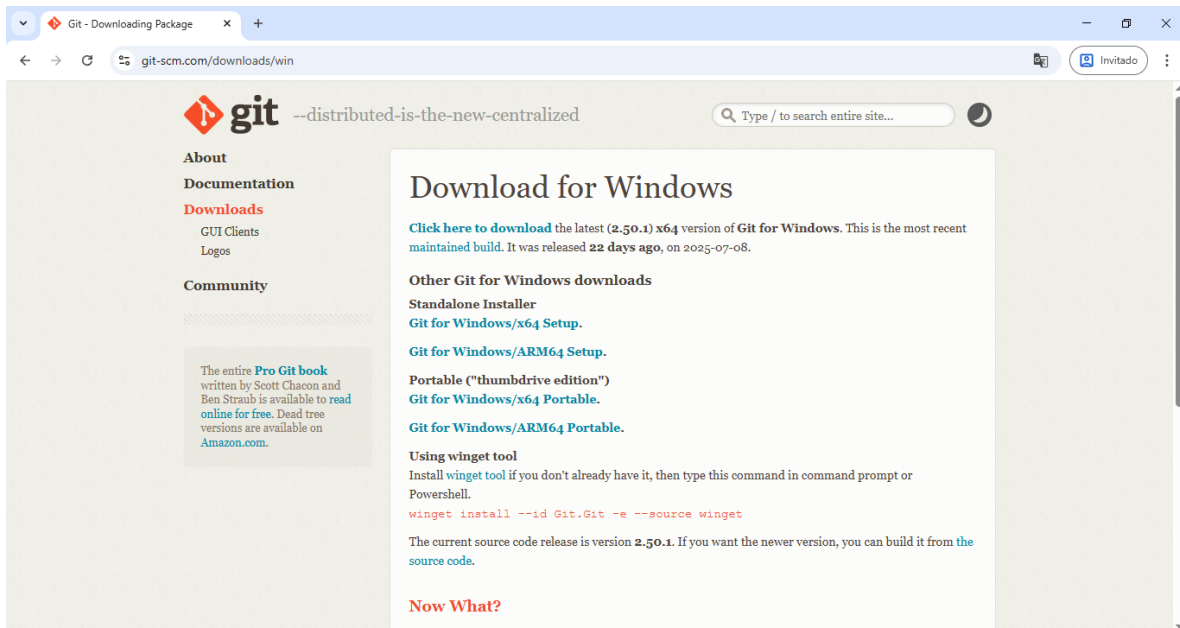 Git - Downloading Package
git-scm.com/downloads/win
Invitado
git --distributed-is-the-new-centralized
Type / to search entire site...
About
Documentation
Downloads
GUI Clients
Logos
Community
The entire Pro Git book
written by Scott Chacon and
Ben Straub is available to read
online for free. Dead tree
versions are available on
Amazon.com.
Download for Windows
Click here to download the latest (2.50.1) x64 version of Git for Windows. This is the most recent
maintained build. It was released 22 days ago, on 2025-07-08.
Other Git for Windows downloads
Standalone Installer
Git for Windows/x64 Setup.
Git for Windows/ARM64 Setup.
Portable ("thumbdrive edition")
Git for Windows/x64 Portable.
Git for Windows/ARM64 Portable.
Using winget tool
Install winget tool if you don't already have it, then type this command in command prompt or
Powershell.
winget install --id Git.Git -e --source winget
The current source code release is version 2.50.1. If you want the newer version, you can build it from the
source code.
Now What?